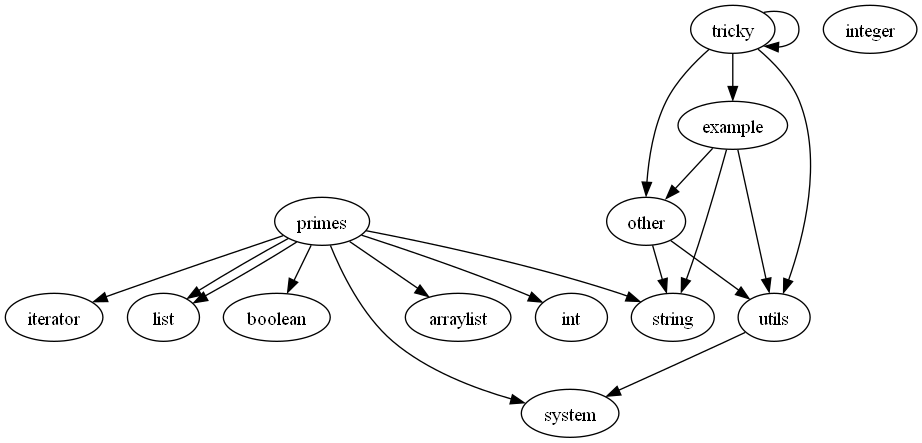 tricky
integer
example
primes
other
iterator
list
boolean
arraylist
int
string
utils
system